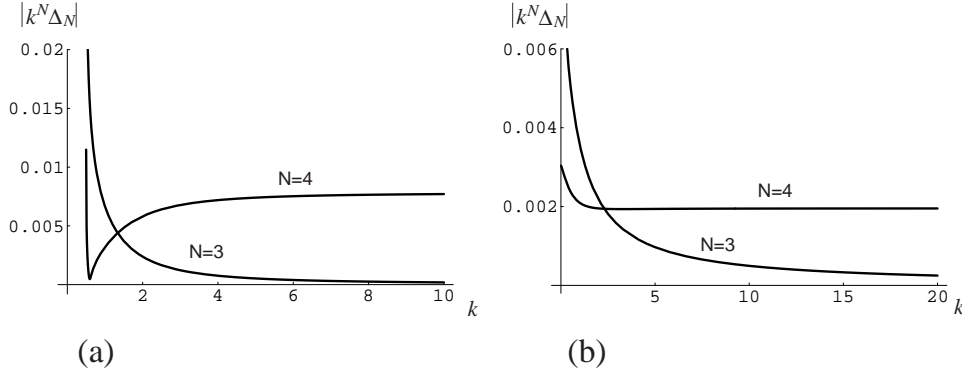 |k^N Δ_N|
0.02
0.015
0.01
0.005
N=4
N=3
2 4 6 8 10
k
(a)
|k^N Δ_N|
0.006
0.004
0.002
N=4
N=3
5 10 15 20
k
(b)